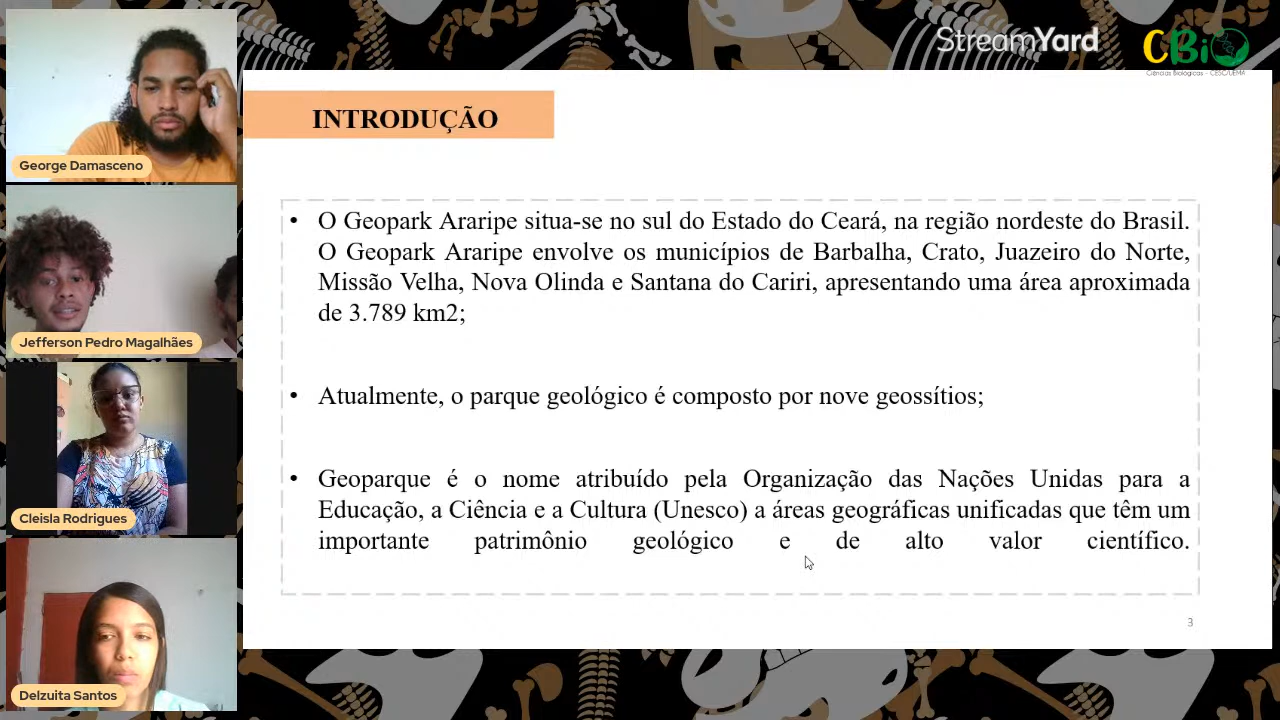 StreamYard
CBiO
Ciências Biológicas - CESC/UEMA
INTRODUÇÃO
• O Geopark Araripe situa-se no sul do Estado do Ceará, na região nordeste do Brasil.
O Geopark Araripe envolve os municípios de Barbalha, Crato, Juazeiro do Norte,
Missão Velha, Nova Olinda e Santana do Cariri, apresentando uma área aproximada
de 3.789 km2;
• Atualmente, o parque geológico é composto por nove geossítios;
• Geoparque é o nome atribuído pela Organização das Nações Unidas para a
Educação, a Ciência e a Cultura (Unesco) a áreas geográficas unificadas que têm um
importante patrimônio geológico e de alto valor científico.
3
George Damasceno
Jefferson Pedro Magalhães
Cleisla Rodrigues
Delzuita Santos